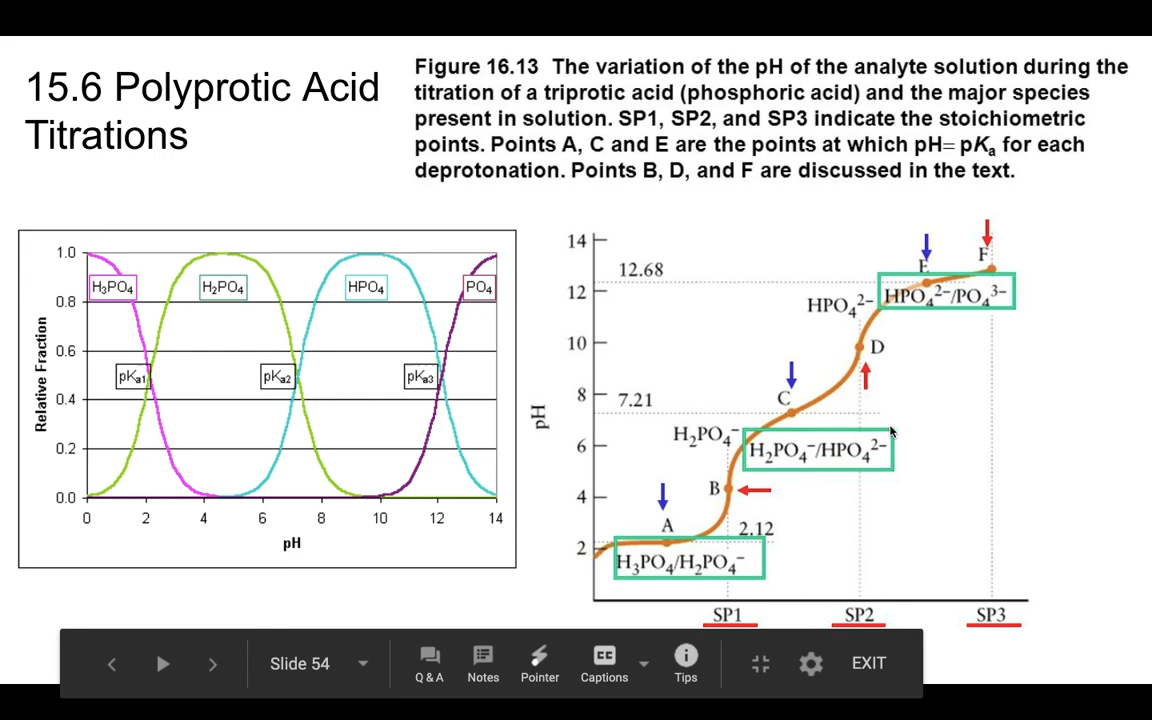 15.6 Polyprotic Acid
Titrations
Figure 16.13 The variation of the pH of the analyte solution during the
titration of a triprotic acid (phosphoric acid) and the major species
present in solution. SP1, SP2, and SP3 indicate the stoichiometric
points. Points A, C and E are the points at which pH= pKₐ for each
deprotonation. Points B, D, and F are discussed in the text.
Relative Fraction
1.0
0.8
0.6
0.4
0.2
0.0
H₃PO₄
H₂PO₄
HPO₄
PO₄
pKₐ₁
pKₐ₂
pKₐ₃
0 2 4 6 8 10 12 14
pH
pH
14
12
10
8
6
4
2
12.68
7.21
2.12
F
E
HPO₄²⁻
HPO₄²⁻/PO₄³⁻
D
C
H₂PO₄⁻
H₂PO₄⁻/HPO₄²⁻
B
A
H₃PO₄/H₂PO₄⁻
SP1 SP2 SP3
Slide 54
Q & A
Notes
Pointer
CC
Captions
Tips
EXIT